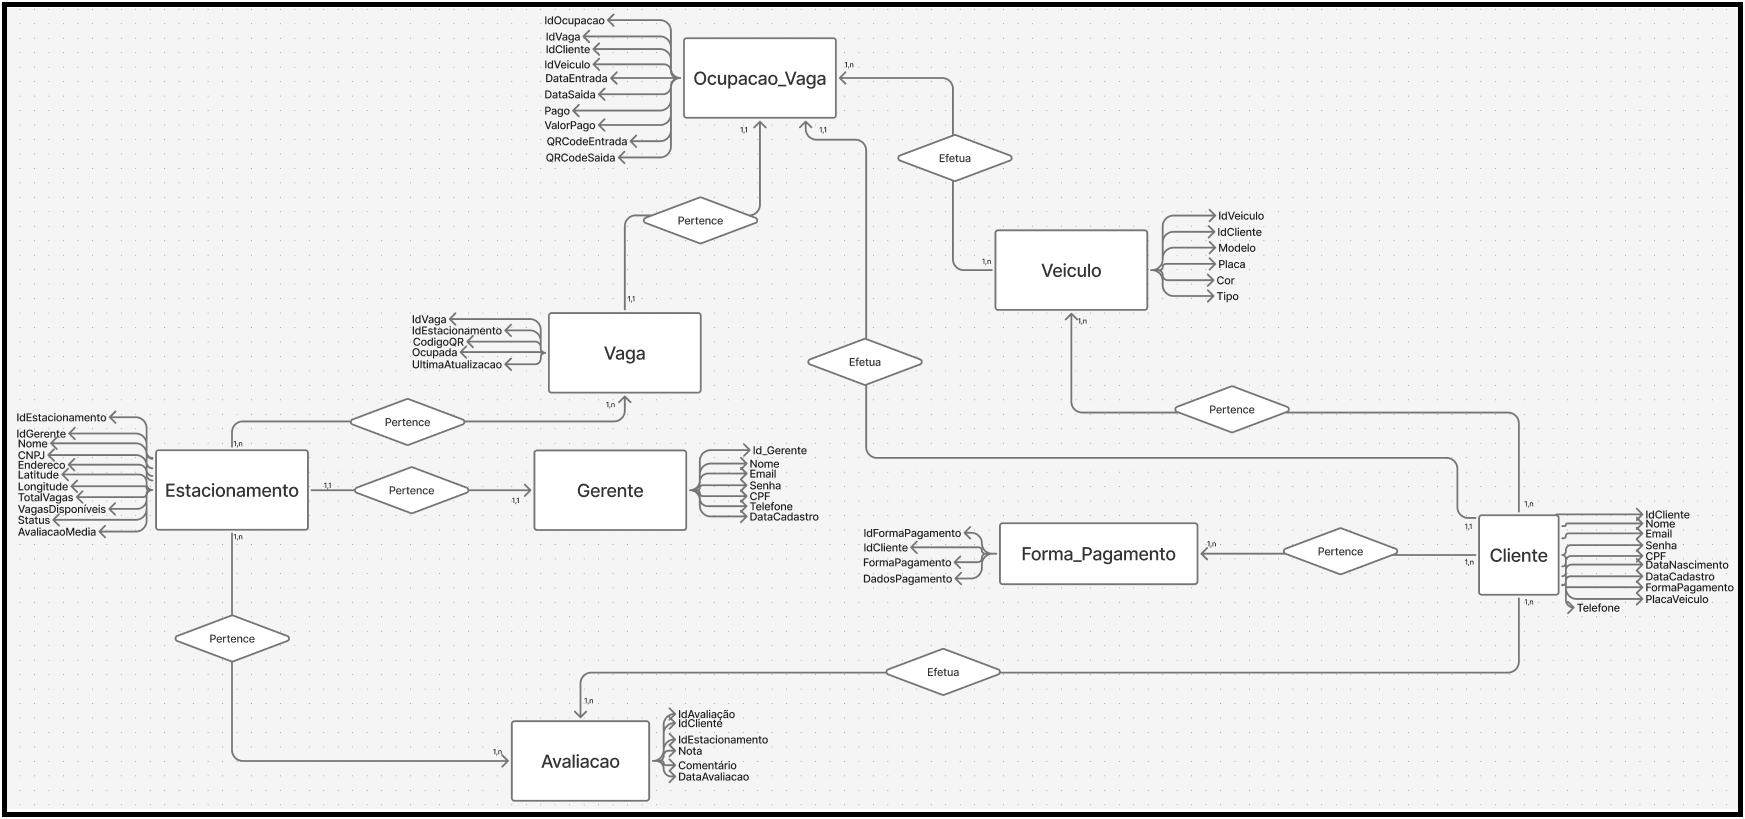 IdOcupacao
IdVaga
IdCliente
IdVeiculo
DataEntrada
DataSaida
Pago
ValorPago
QRCodeEntrada
QRCodeSaida
Ocupacao_Vaga
1,n
1,1
1,1
Efetua
Pertence
1,1
1,n
Veiculo
IdVeiculo
IdCliente
Modelo
Placa
Cor
Tipo
1,n
IdVaga
IdEstacionamento
CodigoQR
Ocupada
UltimaAtualizacao
Vaga
1,n
Efetua
Pertence
Pertence
1,n
IdEstacionamento
IdGerente
Nome
CNPJ
Endereco
Latitude
Longitude
TotalVagas
VagasDisponíveis
Status
AvaliacaoMedia
Estacionamento
1,1
Pertence
1,1
Gerente
Id_Gerente
Nome
Email
Senha
CPF
Telefone
DataCadastro
1,n
IdFormaPagamento
IdCliente
FormaPagamento
DadosPagamento
Forma_Pagamento
1,n
Pertence
1,n
1,1
1,n
Cliente
IdCliente
Nome
Email
Senha
CPF
DataNascimento
DataCadastro
FormaPagamento
PlacaVeiculo
Telefone
1,n
Pertence
Efetua
1,n
1,n
Avaliacao
IdAvaliação
IdCliente
IdEstacionamento
Nota
Comentário
DataAvaliacao